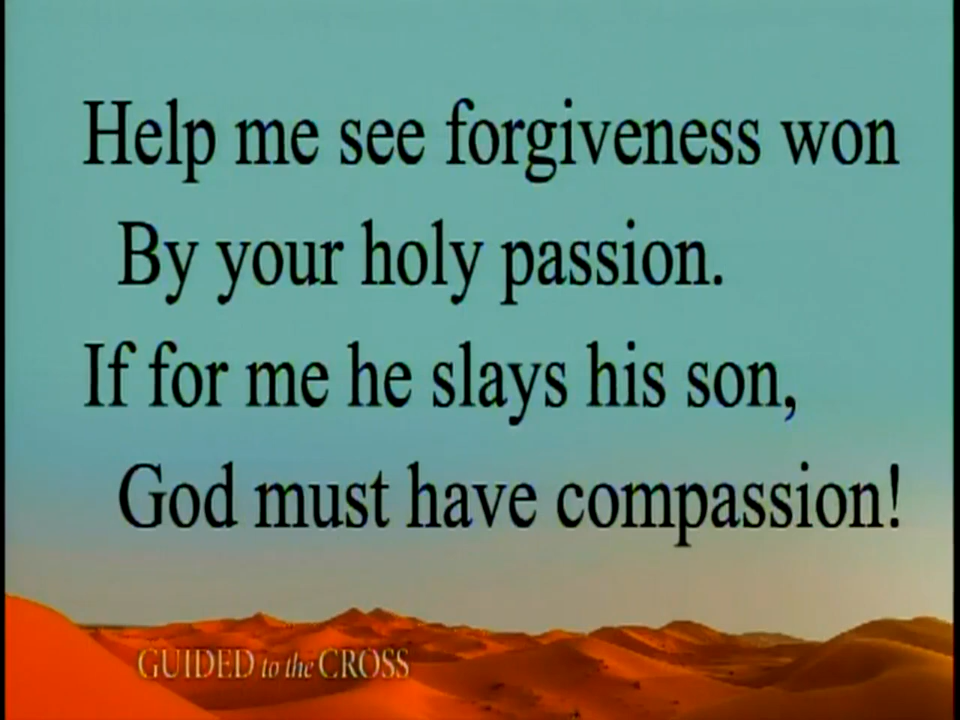 Help me see forgiveness won
By your holy passion.
If for me he slays his son,
God must have compassion!
GUIDED to the CROSS